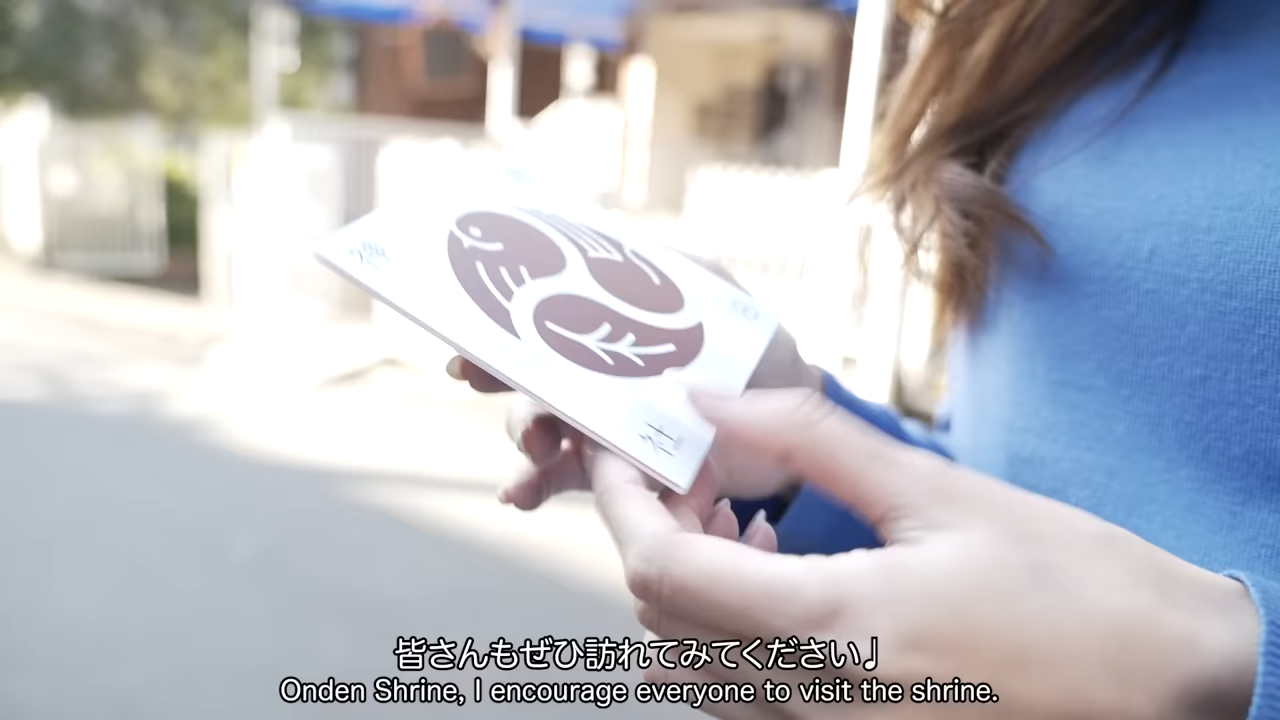 社
皆さんもぜひ訪れてみてください♩
Onden Shrine, I encourage everyone to visit the shrine.